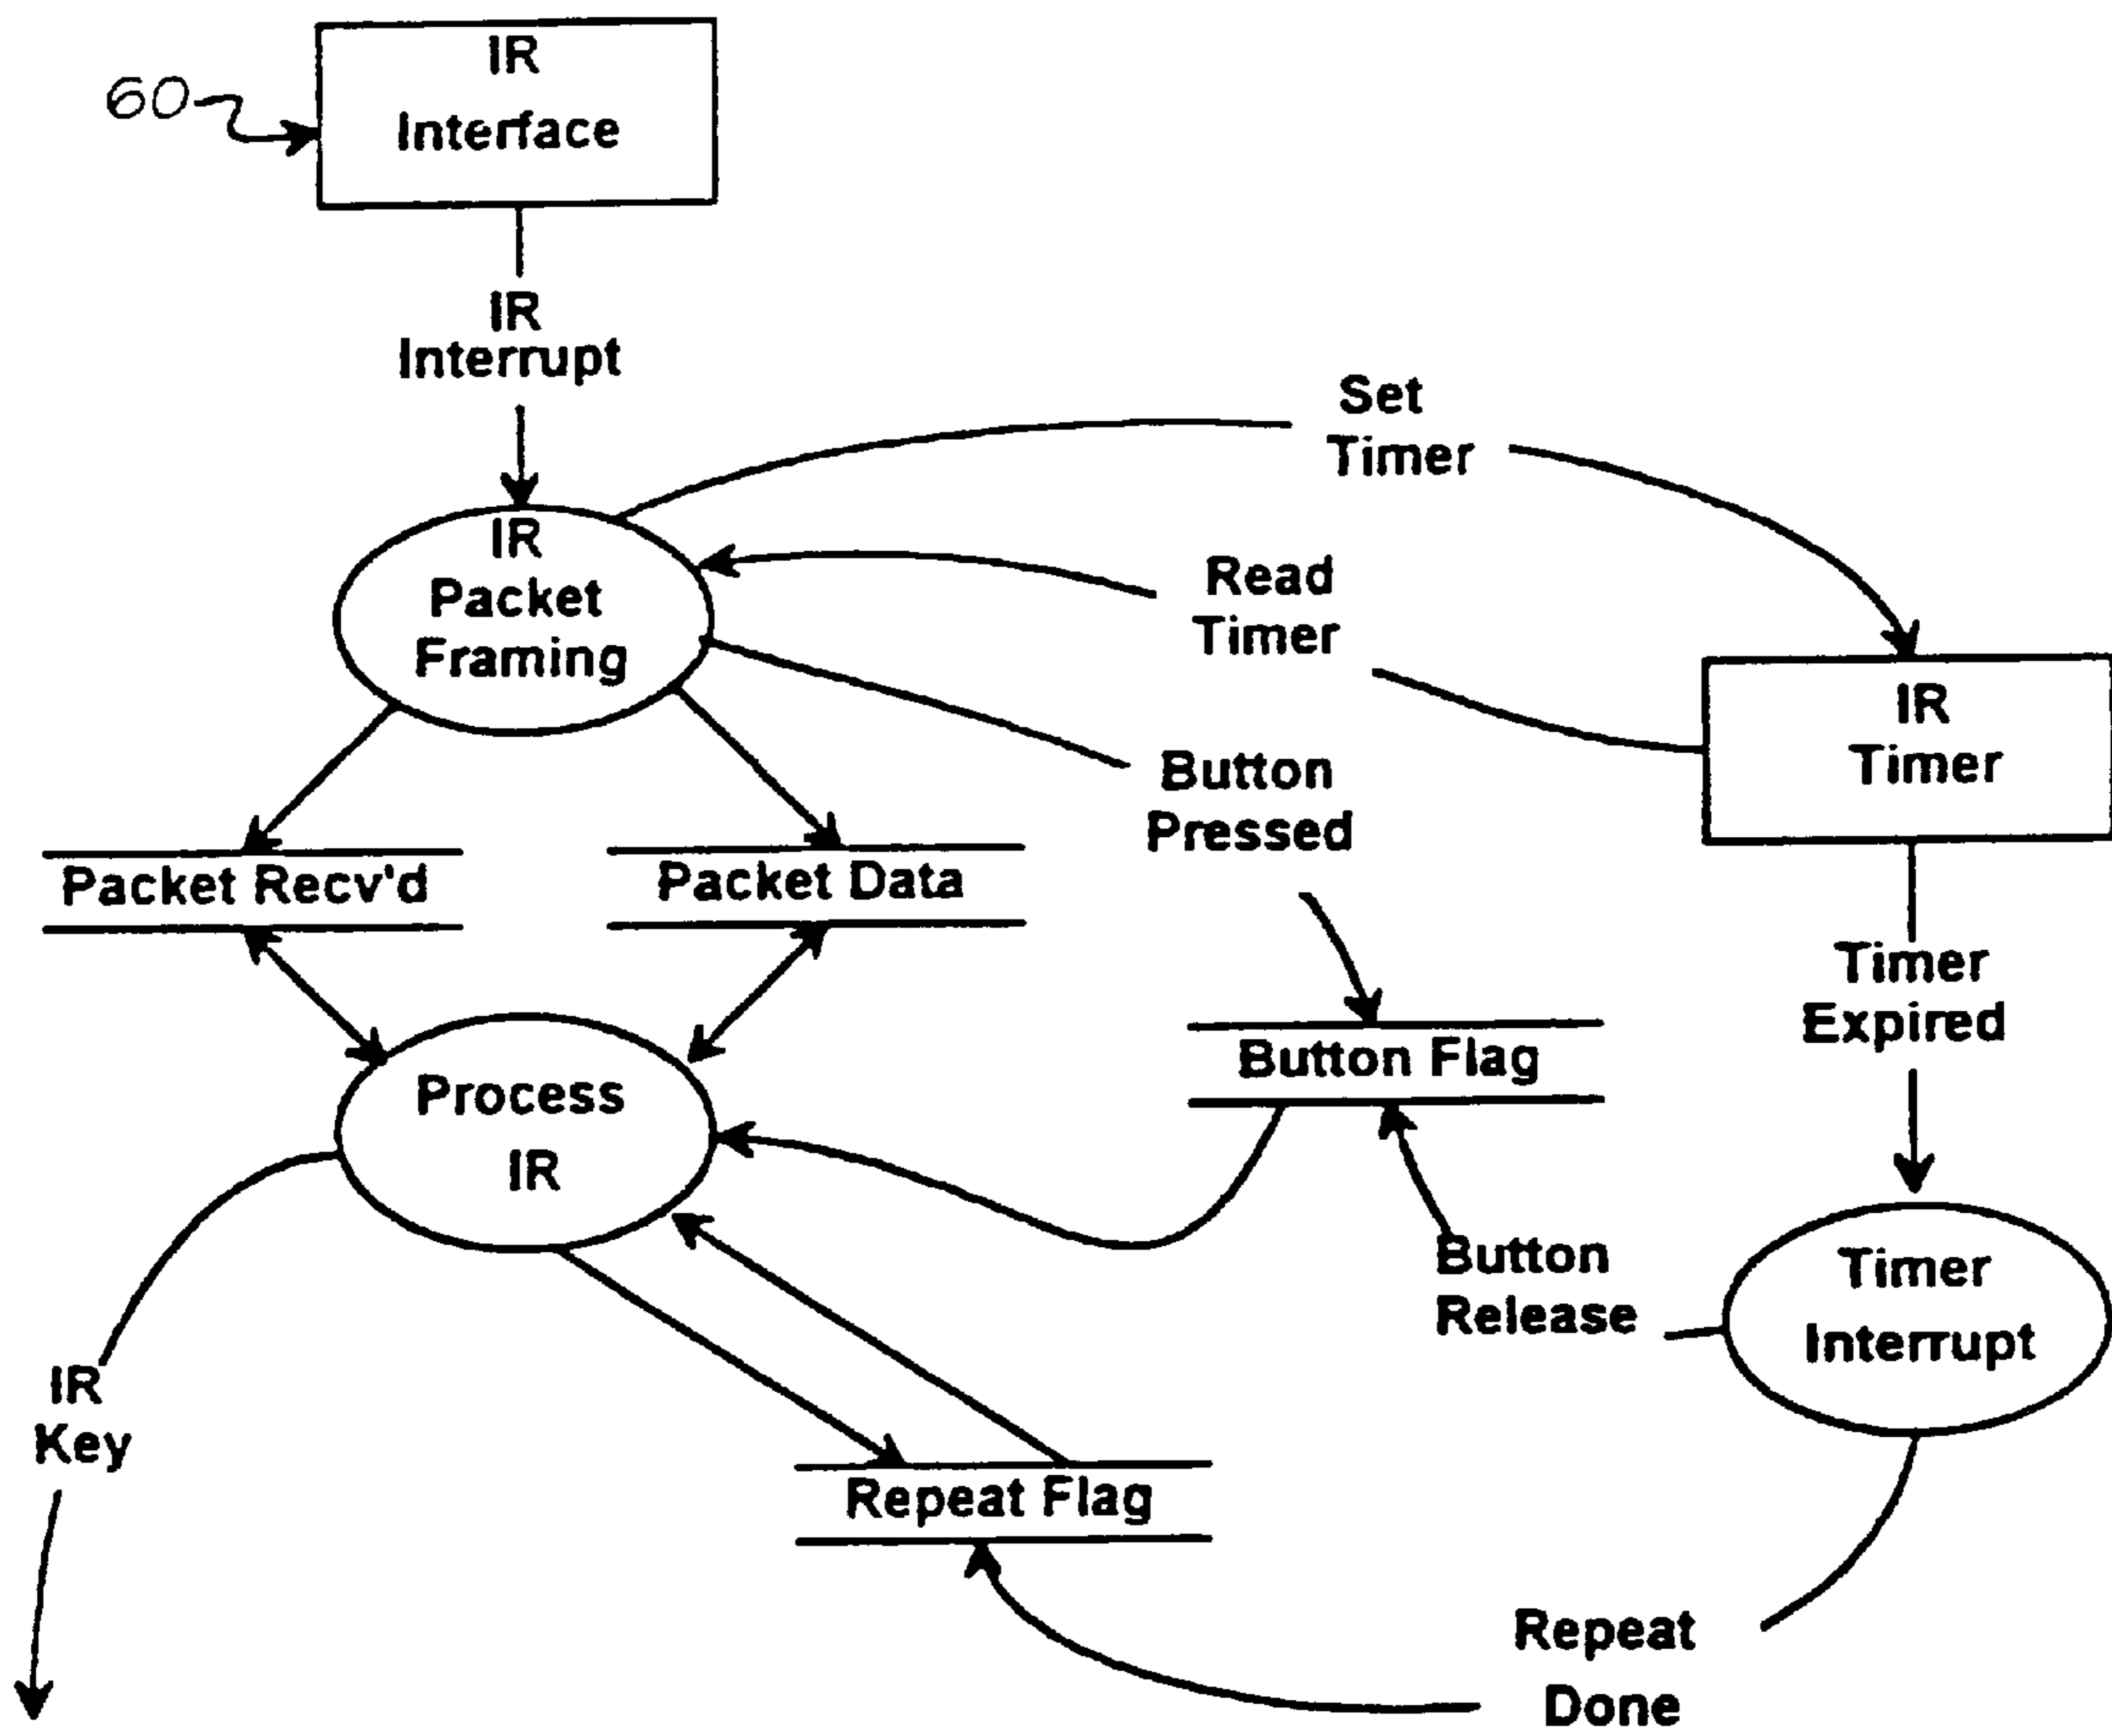 IR
Interface
60
IR
Interrupt
Set
Timer
IR
Packet
Framing
Read
Timer
IR
Timer
Button
Pressed
Packet Recv'd
Packet Data
Timer
Expired
Button Flag
Process
IR
Button
Release
Timer
Interrupt
IR
Key
Repeat Flag
Repeat
Done